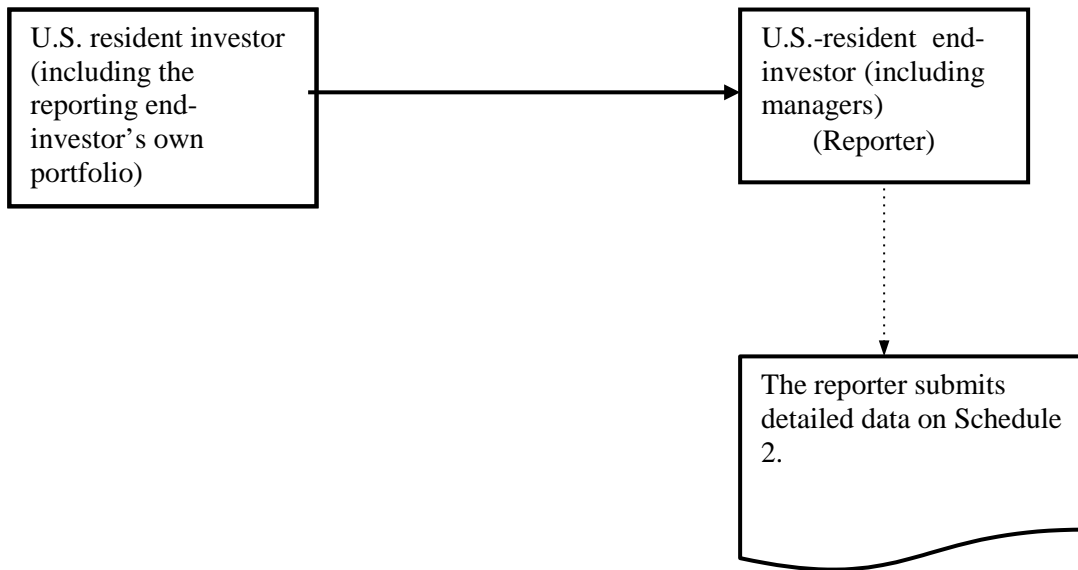 U.S. resident investor
(including the
reporting end-
investor’s own
portfolio)
U.S.-resident end-
investor (including
managers)
(Reporter)
The reporter submits
detailed data on Schedule
2.